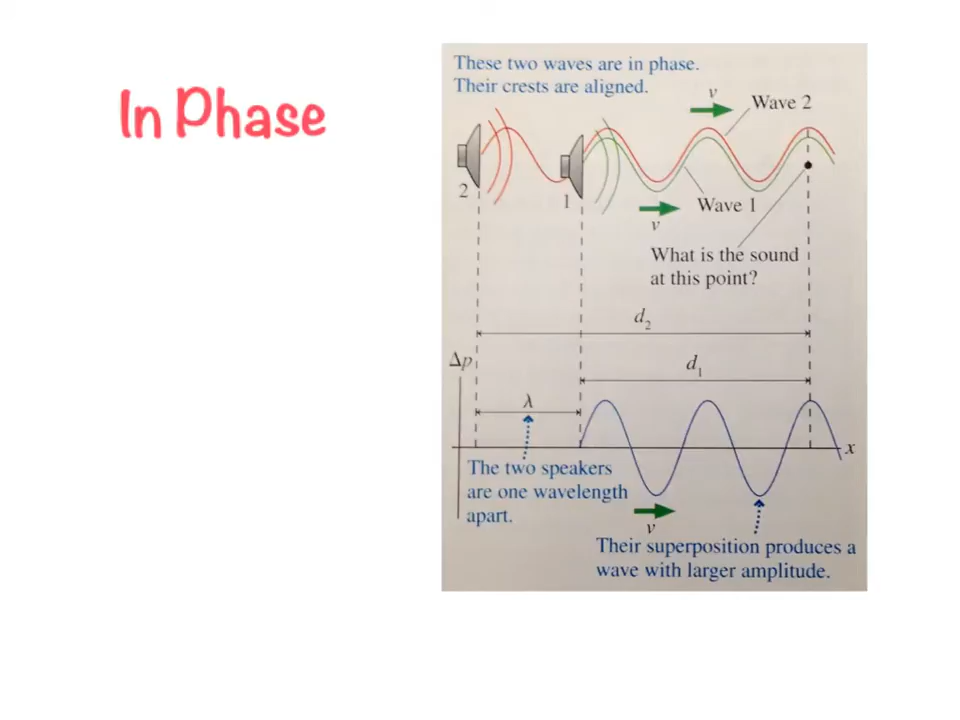 In Phase
These two waves are in phase.
Their crests are aligned.
v
Wave 2
2
1
Wave 1
v
What is the sound
at this point?
d₂
Δp
d₁
λ
x
The two speakers
are one wavelength
apart.
v
Their superposition produces a
wave with larger amplitude.